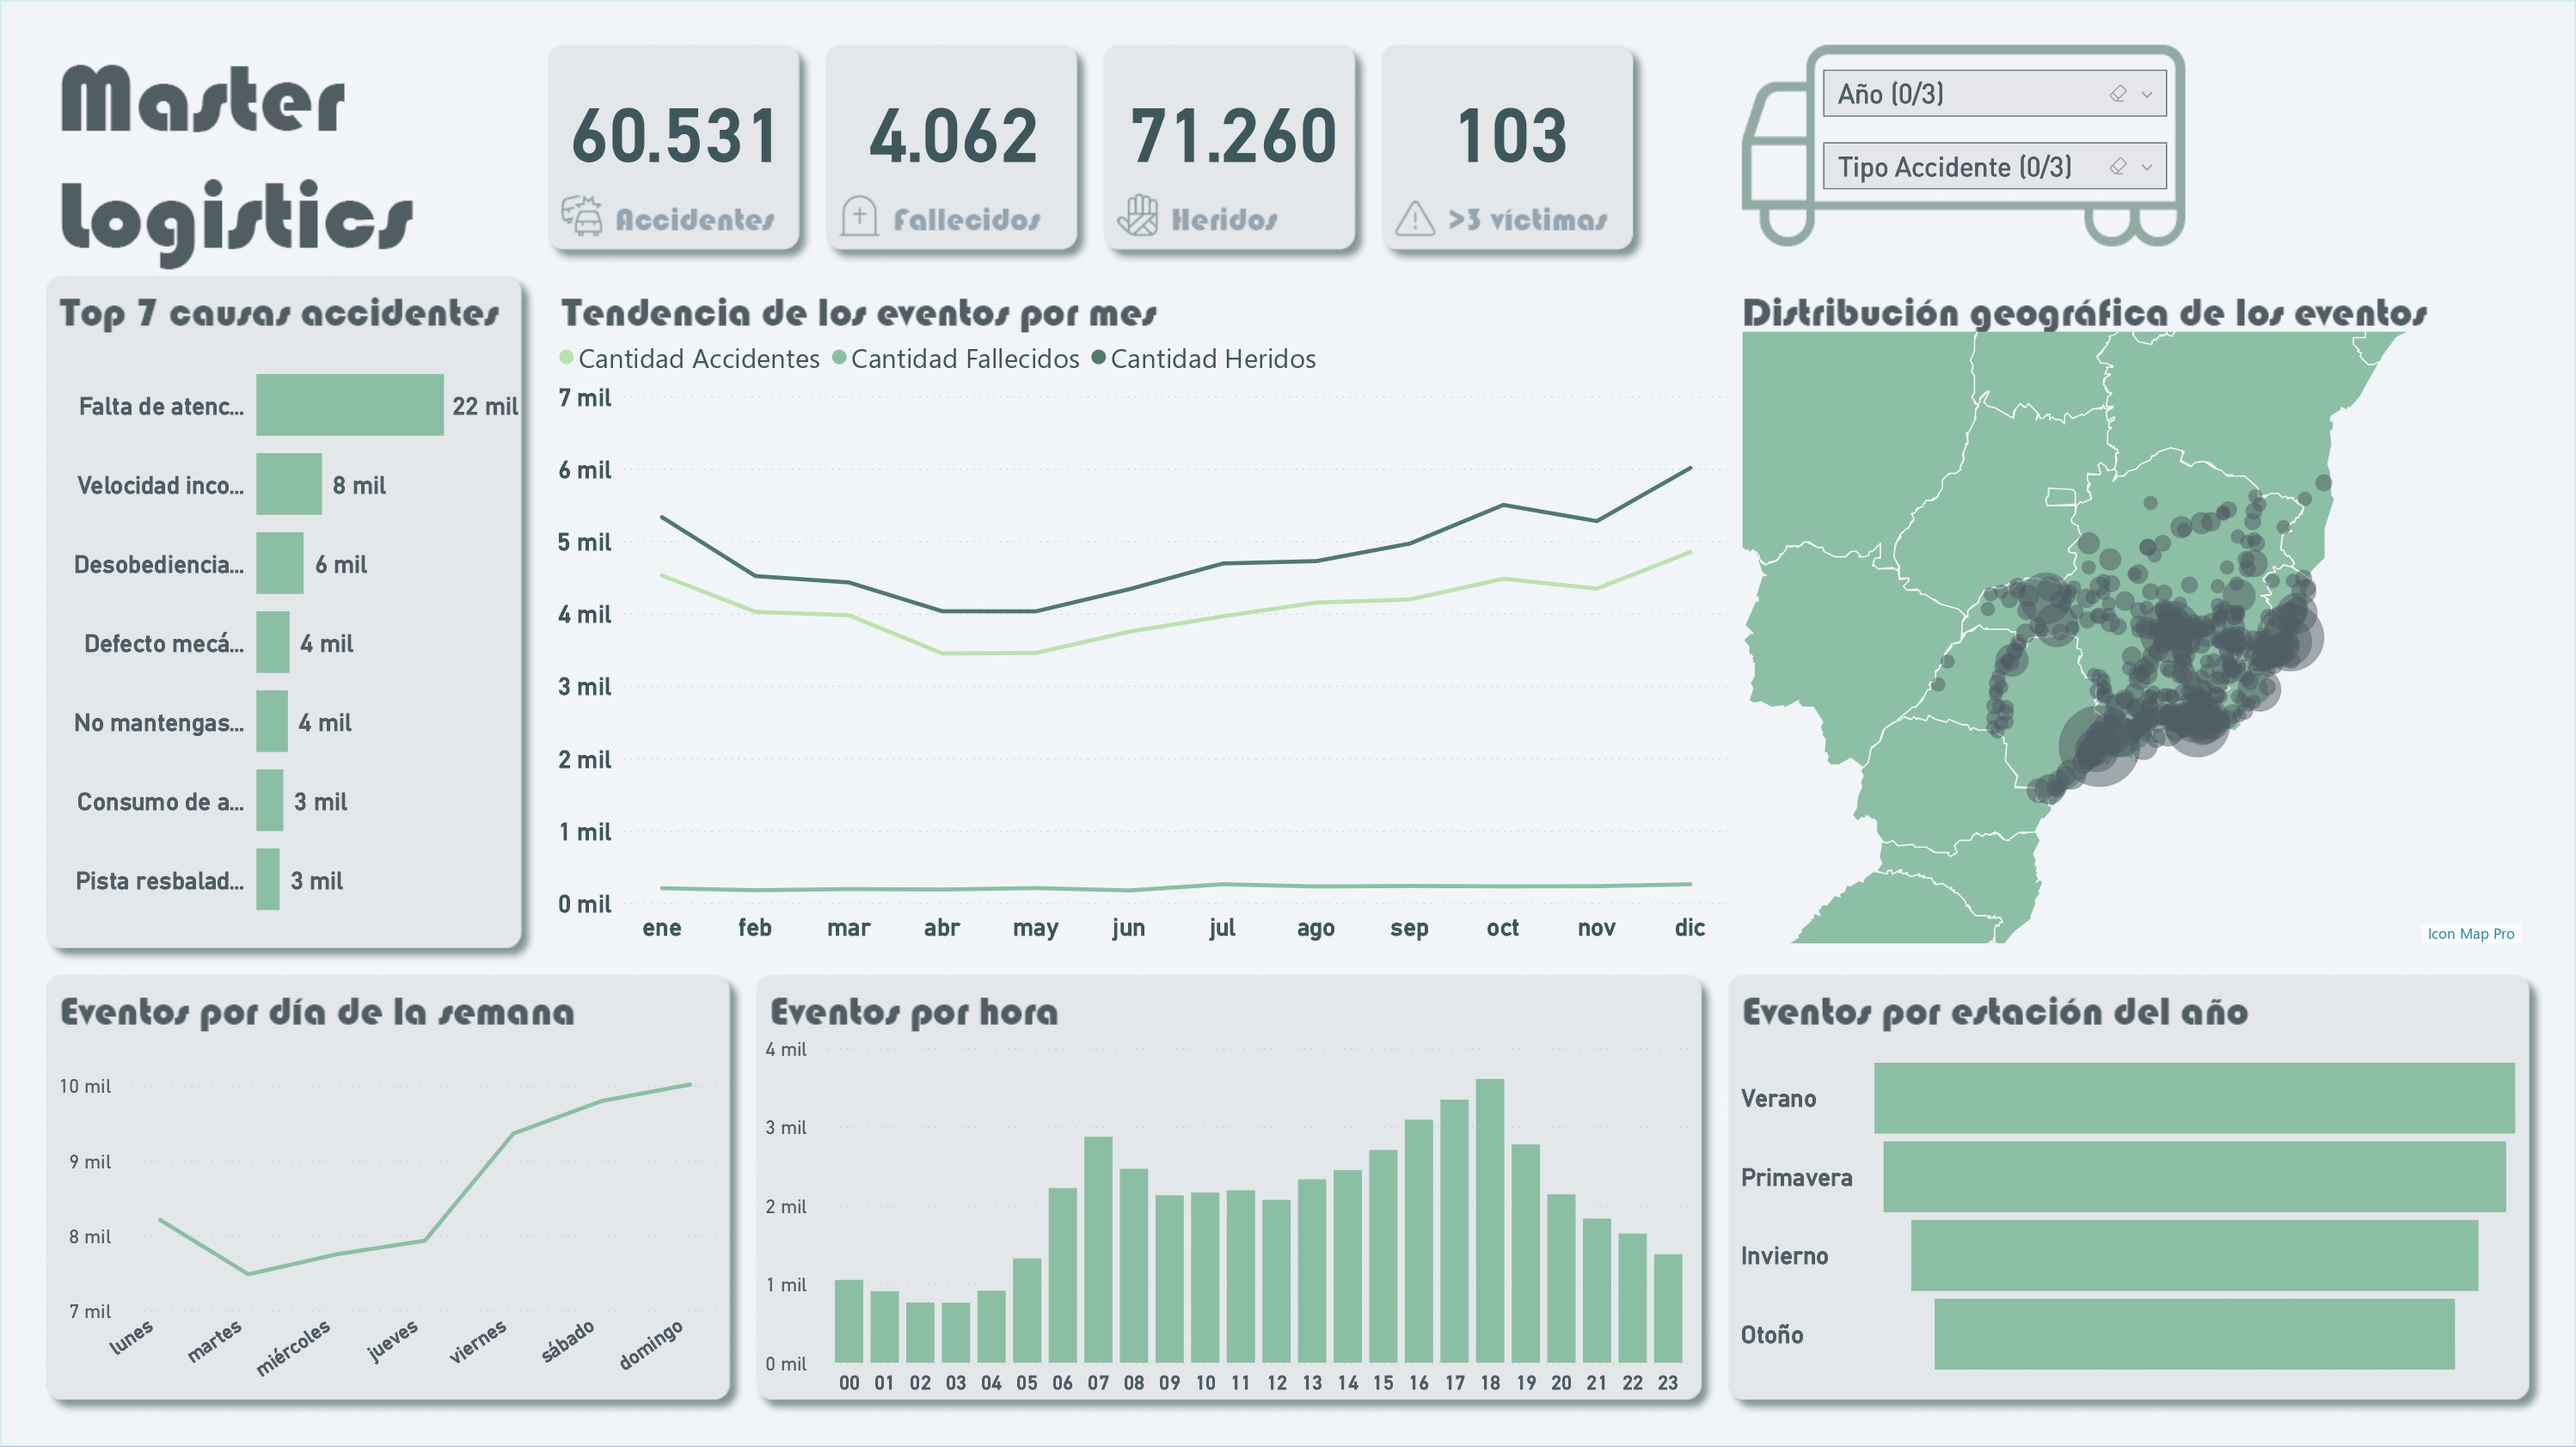 Master
Logistics
60.531
Accidentes
4.062
Fallecidos
71.260
Heridos
103
>3 víctimas
Año (0/3)
Tipo Accidente (0/3)
Top 7 causas accidentes
Falta de atenc... 22 mil
Velocidad inco... 8 mil
Desobediencia... 6 mil
Defecto mecá... 4 mil
No mantengas... 4 mil
Consumo de a... 3 mil
Pista resbalad... 3 mil
Tendencia de los eventos por mes
Cantidad Accidentes Cantidad Fallecidos Cantidad Heridos
7 mil
6 mil
5 mil
4 mil
3 mil
2 mil
1 mil
0 mil
ene feb mar abr may jun jul ago sep oct nov dic
Distribución geográfica de los eventos
Icon Map Pro
Eventos por día de la semana
10 mil
9 mil
8 mil
7 mil
lunes martes miércoles jueves viernes sábado domingo
Eventos por hora
4 mil
3 mil
2 mil
1 mil
0 mil
00 01 02 03 04 05 06 07 08 09 10 11 12 13 14 15 16 17 18 19 20 21 22 23
Eventos por estación del año
Verano
Primavera
Invierno
Otoño